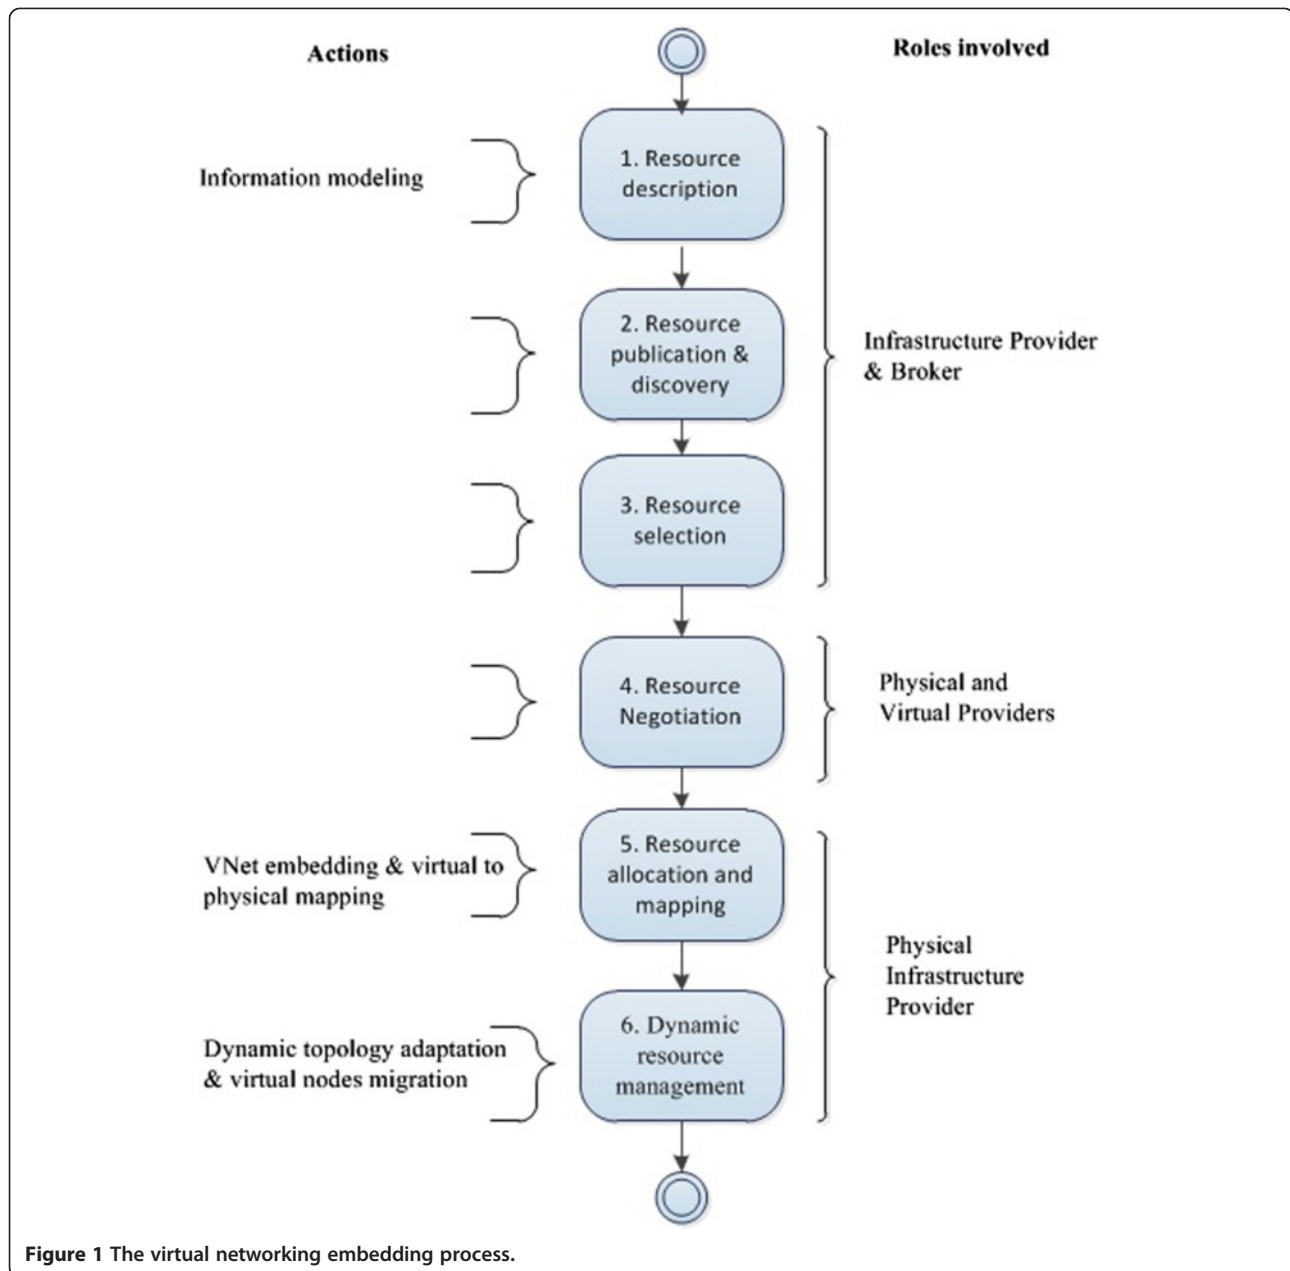 Actions
Roles involved
1. Resource
description
Information modeling
2. Resource
publication &
discovery
Infrastructure Provider
& Broker
3. Resource
selection
4. Resource
Negotiation
Physical and
Virtual Providers
5. Resource
allocation and
mapping
VNet embedding & virtual to
physical mapping
Physical
Infrastructure
Provider
6. Dynamic
resource
management
Dynamic topology adaptation
& virtual nodes migration
Figure 1 The virtual networking embedding process.